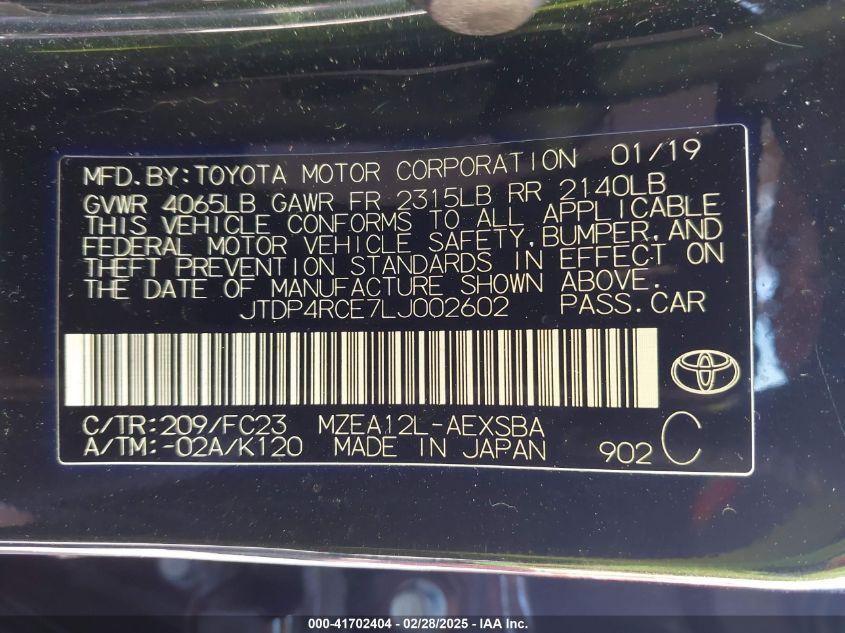 MFD.BY:TOYOTA MOTOR CORPORATION 01/19
GVWR 4065LB GAWR FR 2315LB RR 2140LB
THIS VEHICLE CONFORMS TO ALL APPLICABLE
FEDERAL MOTOR VEHICLE SAFETY,BUMPER,AND
THEFT PREVENTION STANDARDS IN EFFECT ON
THE DATE OF MANUFACTURE SHOWN ABOVE.
JTDP4RCE7LJ002602 PASS.CAR
C/TR:209/FC23 MZEA12L-AEXSBA
A/TM:-02A/K120 MADE IN JAPAN 902 C
000-41702404 - 02/28/2025 - IAA Inc.